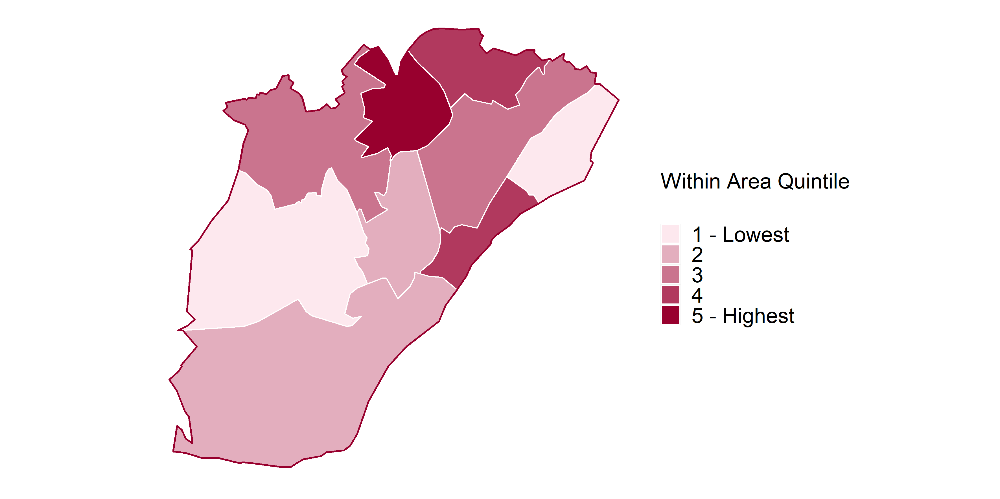 Within Area Quintile
1 - Lowest
2
3
4
5 - Highest